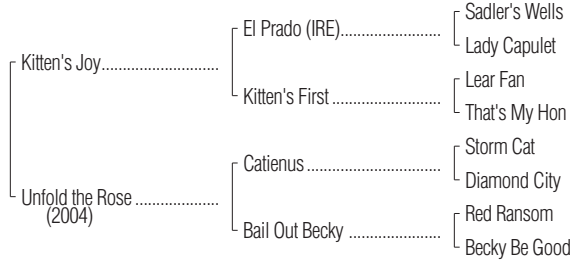 Sadler's Wells
El Prado (IRE)........................
Lady Capulet
Kitten's Joy............................
Lear Fan
Kitten's First ..........................
That's My Hon
Storm Cat
Catienus ................................
Diamond City
Unfold the Rose ....................
(2004)
Red Ransom
Bail Out Becky ......................
Becky Be Good